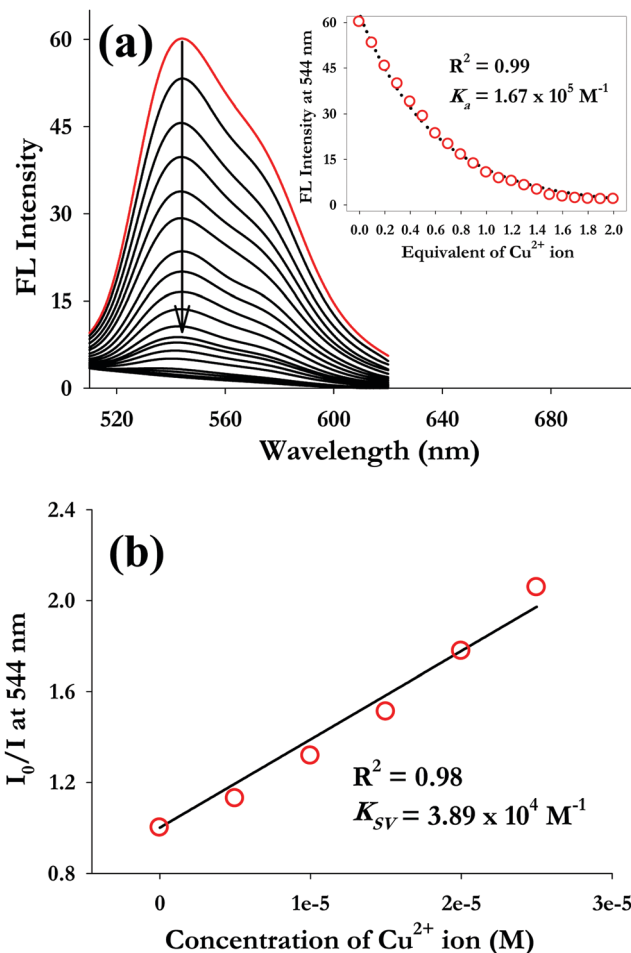 (a)
FL Intensity
60
45
30
15
0
520 560 600 640 680
Wavelength (nm)
FL Intensity at 544 nm
60
45
30
15
0
R² = 0.99
Kₐ = 1.67 x 10⁵ M⁻¹
0.0 0.2 0.4 0.6 0.8 1.0 1.2 1.4 1.6 1.8 2.0
Equivalent of Cu²⁺ ion
(b)
I₀/I at 544 nm
2.4
2.0
1.6
1.2
0.8
R² = 0.98
K_SV = 3.89 x 10⁴ M⁻¹
0 1e-5 2e-5 3e-5
Concentration of Cu²⁺ ion (M)